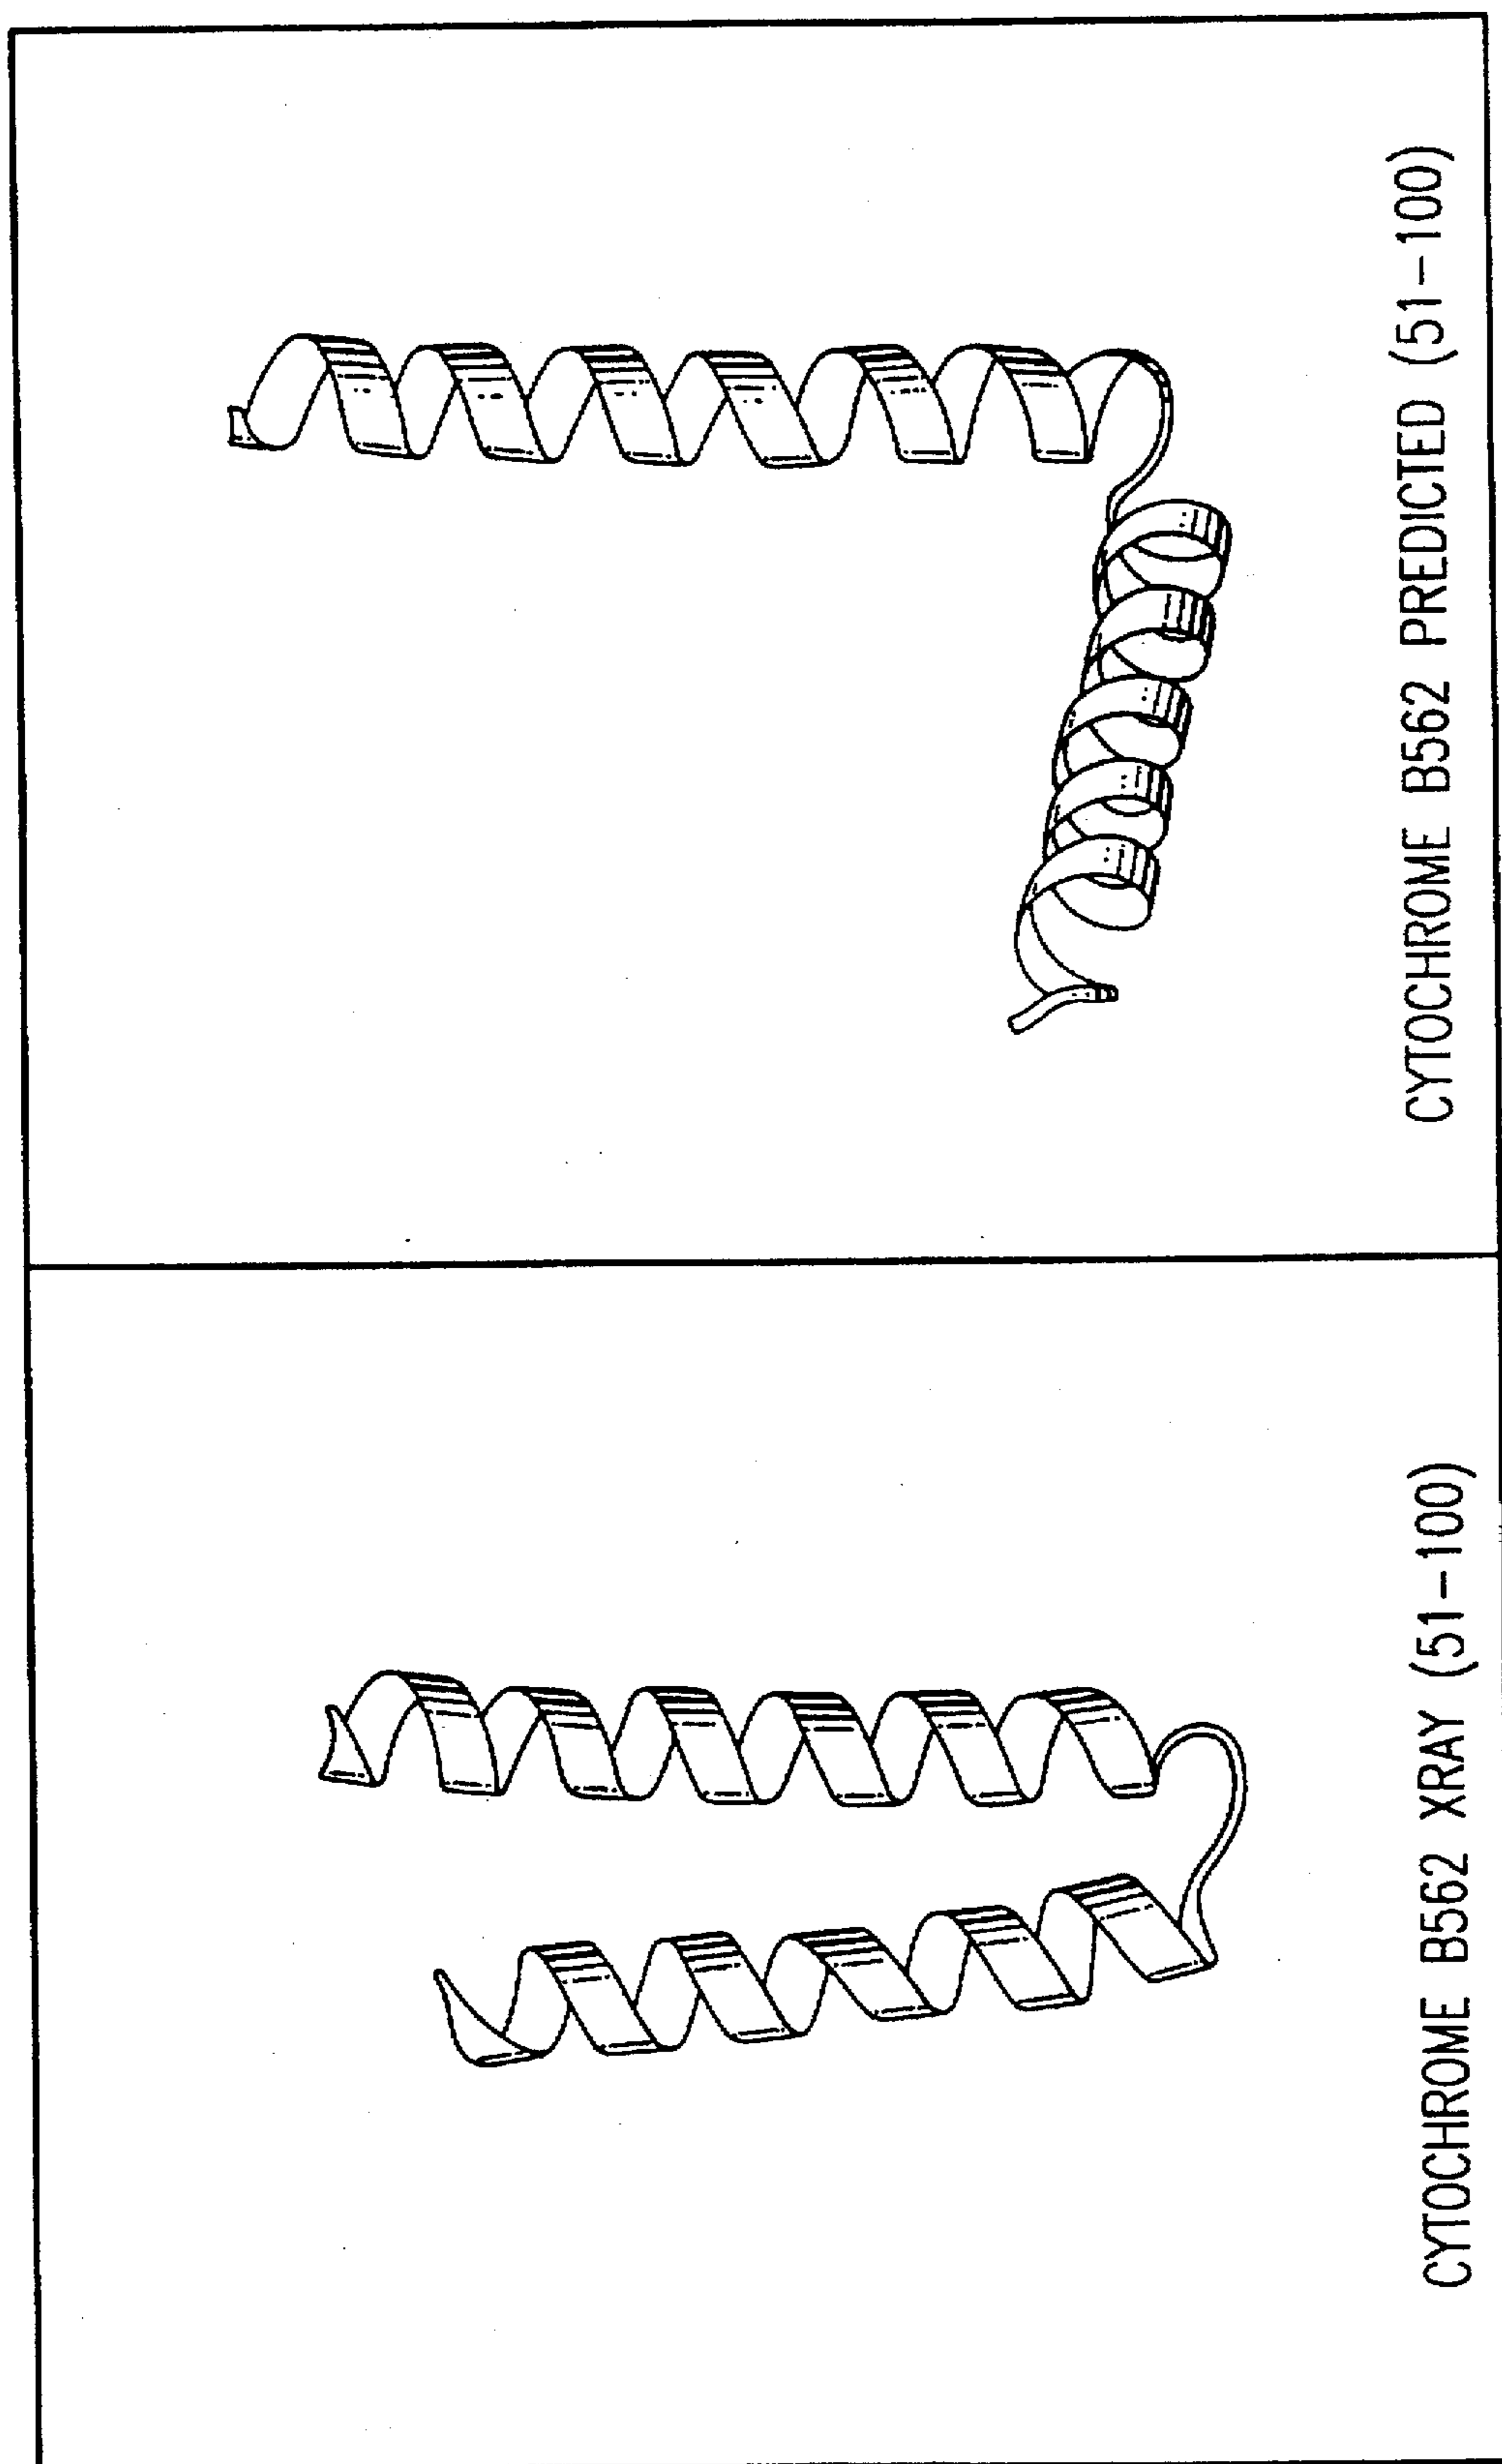 CYTOCHROME B562 XRAY (51-100)
CYTOCHROME B562 PREDICTED (51-100)